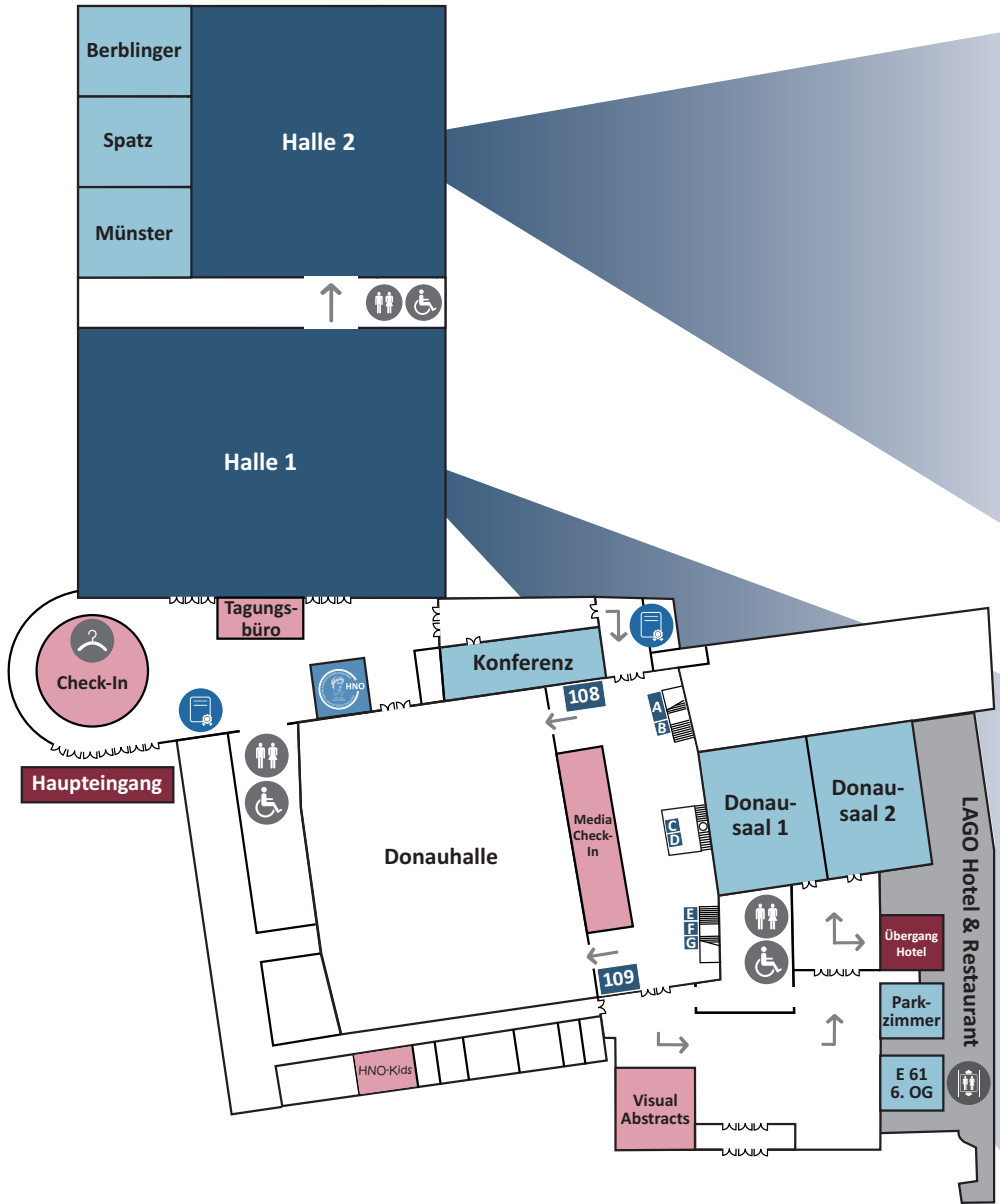 Berblinger
Spatz
Halle 2
Münster
Halle 1
Tagungs-
büro
Check-In
HNO
Konferenz
108
A
B
Haupteingang
Donau-
saal 1
Donau-
saal 2
Media
Check-
In
C
D
Donauhalle
LAGO Hotel & Restaurant
E
F
G
Übergang
Hotel
109
Park-
zimmer
HNO-Kids
E 61
6. OG
Visual
Abstracts